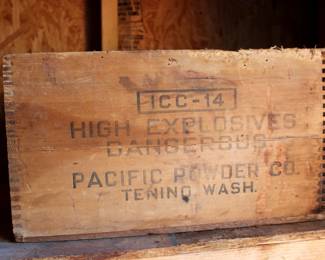 ICC-14
HIGH EXPLOSIVES
DANGEROUS
PACIFIC POWDER CO.
TENINO, WASH.